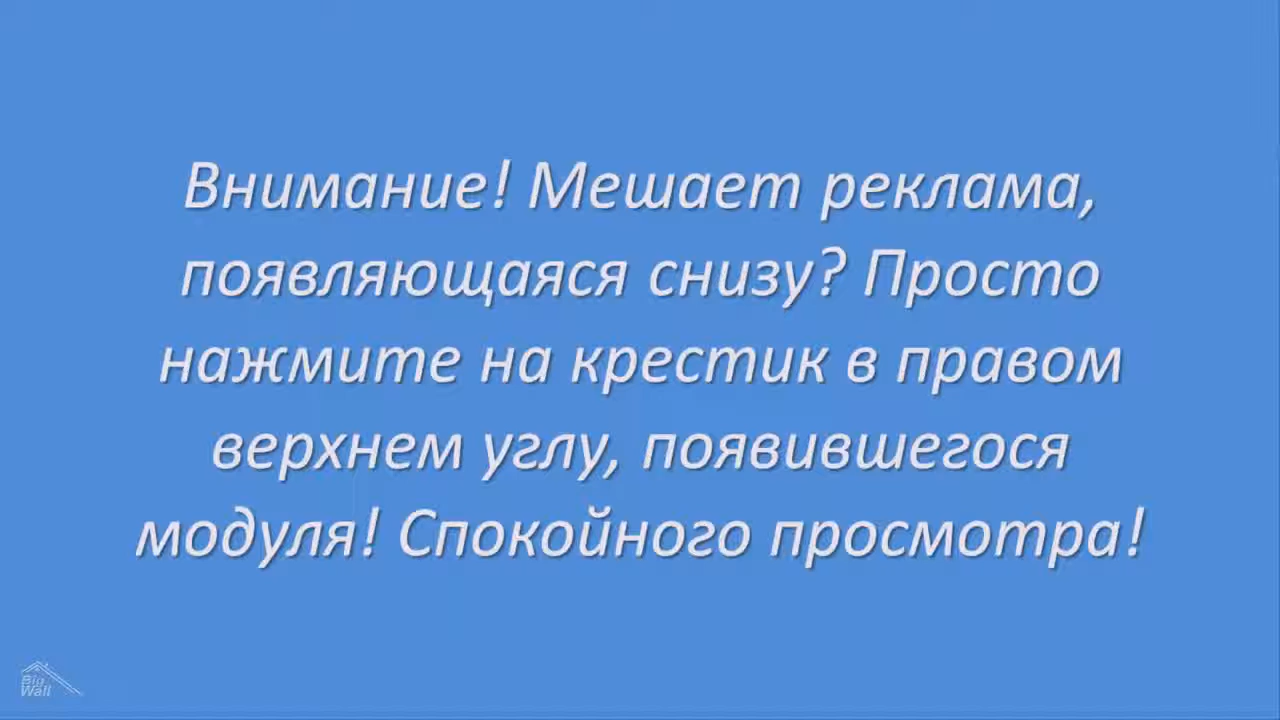 Внимание! Мешает реклама,
появляющаяся снизу? Просто
нажмите на крестик в правом
верхнем углу, появившегося
модуля! Спокойного просмотра!
Big
Wall